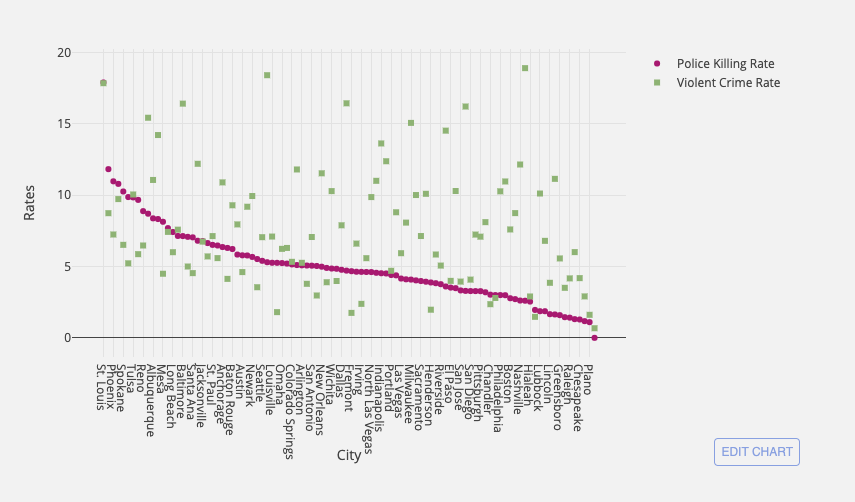 20
15
10
5
0
Rates
Police Killing Rate
Violent Crime Rate
St. Louis
Phoenix
Spokane
Tulsa
Reno
Albuquerque
Mesa
Long Beach
Baltimore
Santa Ana
Jacksonville
St. Paul
Anchorage
Baton Rouge
Austin
Newark
Seattle
Louisville
Omaha
Colorado Springs
Arlington
San Antonio
New Orleans
Wichita
Dallas
Fremont
Irving
North Las Vegas
Indianapolis
Portland
Las Vegas
Milwaukee
Sacramento
Henderson
Riverside
El Paso
San Jose
San Diego
Pittsburgh
Chandler
Philadelphia
Boston
Nashville
Hialeah
Lubbock
Lincoln
Greensboro
Raleigh
Chesapeake
Plano
City
EDIT CHART